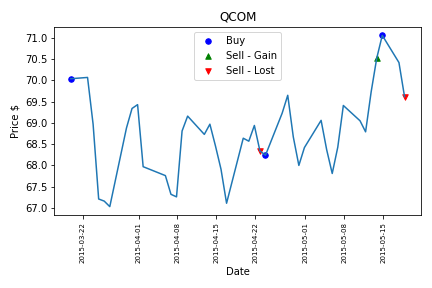 QCOM
Buy
Sell - Gain
Sell - Lost
Price $
71.0
70.5
70.0
69.5
69.0
68.5
68.0
67.5
67.0
2015-03-22
2015-04-01
2015-04-08
2015-04-15
2015-04-22
2015-05-01
2015-05-08
2015-05-15
Date